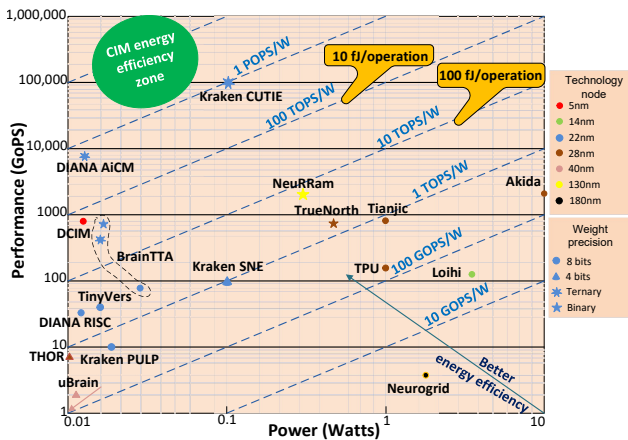 1,000,000
100,000
10,000
1000
100
10
1
Performance (GoPS)
0.01
0.1
1
10
Power (Watts)
CIM energy
efficiency
zone
1 POPS/W
100 TOPS/W
10 TOPS/W
1 TOPS/W
100 GOPS/W
10 GOPS/W
10 fJ/operation
100 fJ/operation
Kraken CUTIE
DIANA AiCM
NeuRRam
Akida
TrueNorth
Tianjic
DCIM
BrainTTA
Kraken SNE
TPU
Loihi
TinyVers
DIANA RISC
THOR
Kraken PULP
uBrain
Neurogrid
Better
energy efficiency
Technology
node
5nm
14nm
22nm
28nm
40nm
130nm
180nm
Weight
precision
8 bits
4 bits
Ternary
Binary